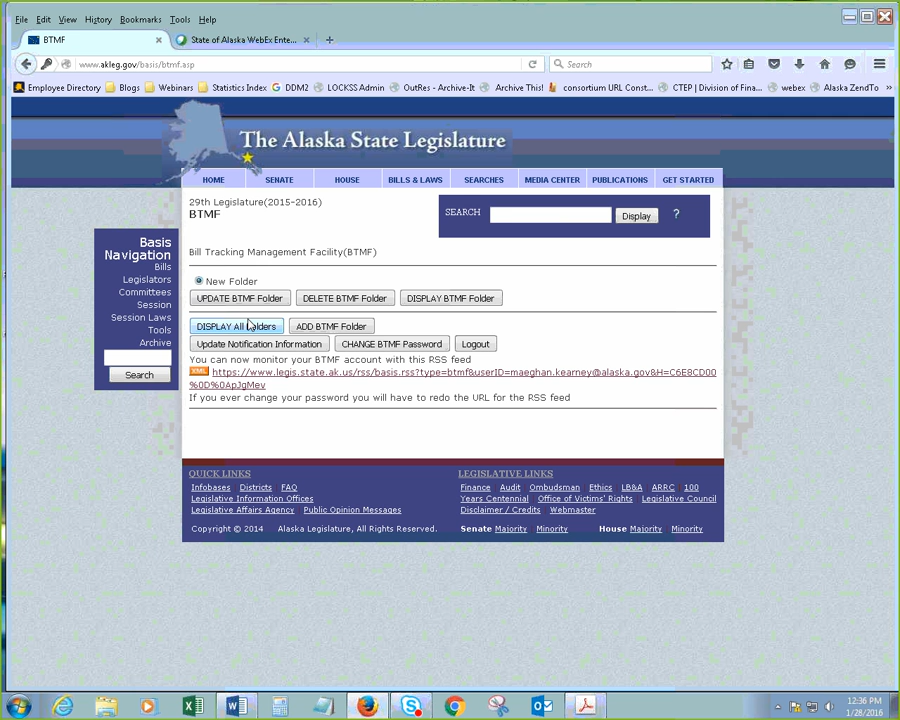 File Edit View History Bookmarks Tools Help
BTMF × State of Alaska WebEx Ente... × +
www.akleg.gov/basis/btmf.asp Search
Employee Directory Blogs Webinars Statistics Index DDM2 LOCKSS Admin OutRes - Archive-It Archive This! consortium URL Const... CTEP | Division of Fina... webex Alaska ZendTo »
The Alaska State Legislature
HOME SENATE HOUSE BILLS & LAWS SEARCHES MEDIA CENTER PUBLICATIONS GET STARTED
29th Legislature(2015-2016)
BTMF
SEARCH Display ?
Basis
Navigation
Bills
Legislators
Committees
Session
Session Laws
Tools
Archive
Search
Bill Tracking Management Facility(BTMF)
New Folder
UPDATE BTMF Folder DELETE BTMF Folder DISPLAY BTMF Folder
DISPLAY All Folders ADD BTMF Folder
Update Notification Information CHANGE BTMF Password Logout
You can now monitor your BTMF account with this RSS feed
XML https://www.legis.state.ak.us/rss/basis.rss?type=btmf&userID=maeghan.kearney@alaska.gov&H=C6E8CD00
%0D%0ApJgMev
If you ever change your password you will have to redo the URL for the RSS feed
QUICK LINKS
Infobases Districts FAQ
Legislative Information Offices
Legislative Affairs Agency Public Opinion Messages
Copyright © 2014 Alaska Legislature, All Rights Reserved.
LEGISLATIVE LINKS
Finance Audit Ombudsman Ethics LB&A ARRC 100
Years Centennial Office of Victims' Rights Legislative Council
Disclaimer / Credits Webmaster
Senate Majority Minority House Majority Minority
12:36 PM
1/28/2016